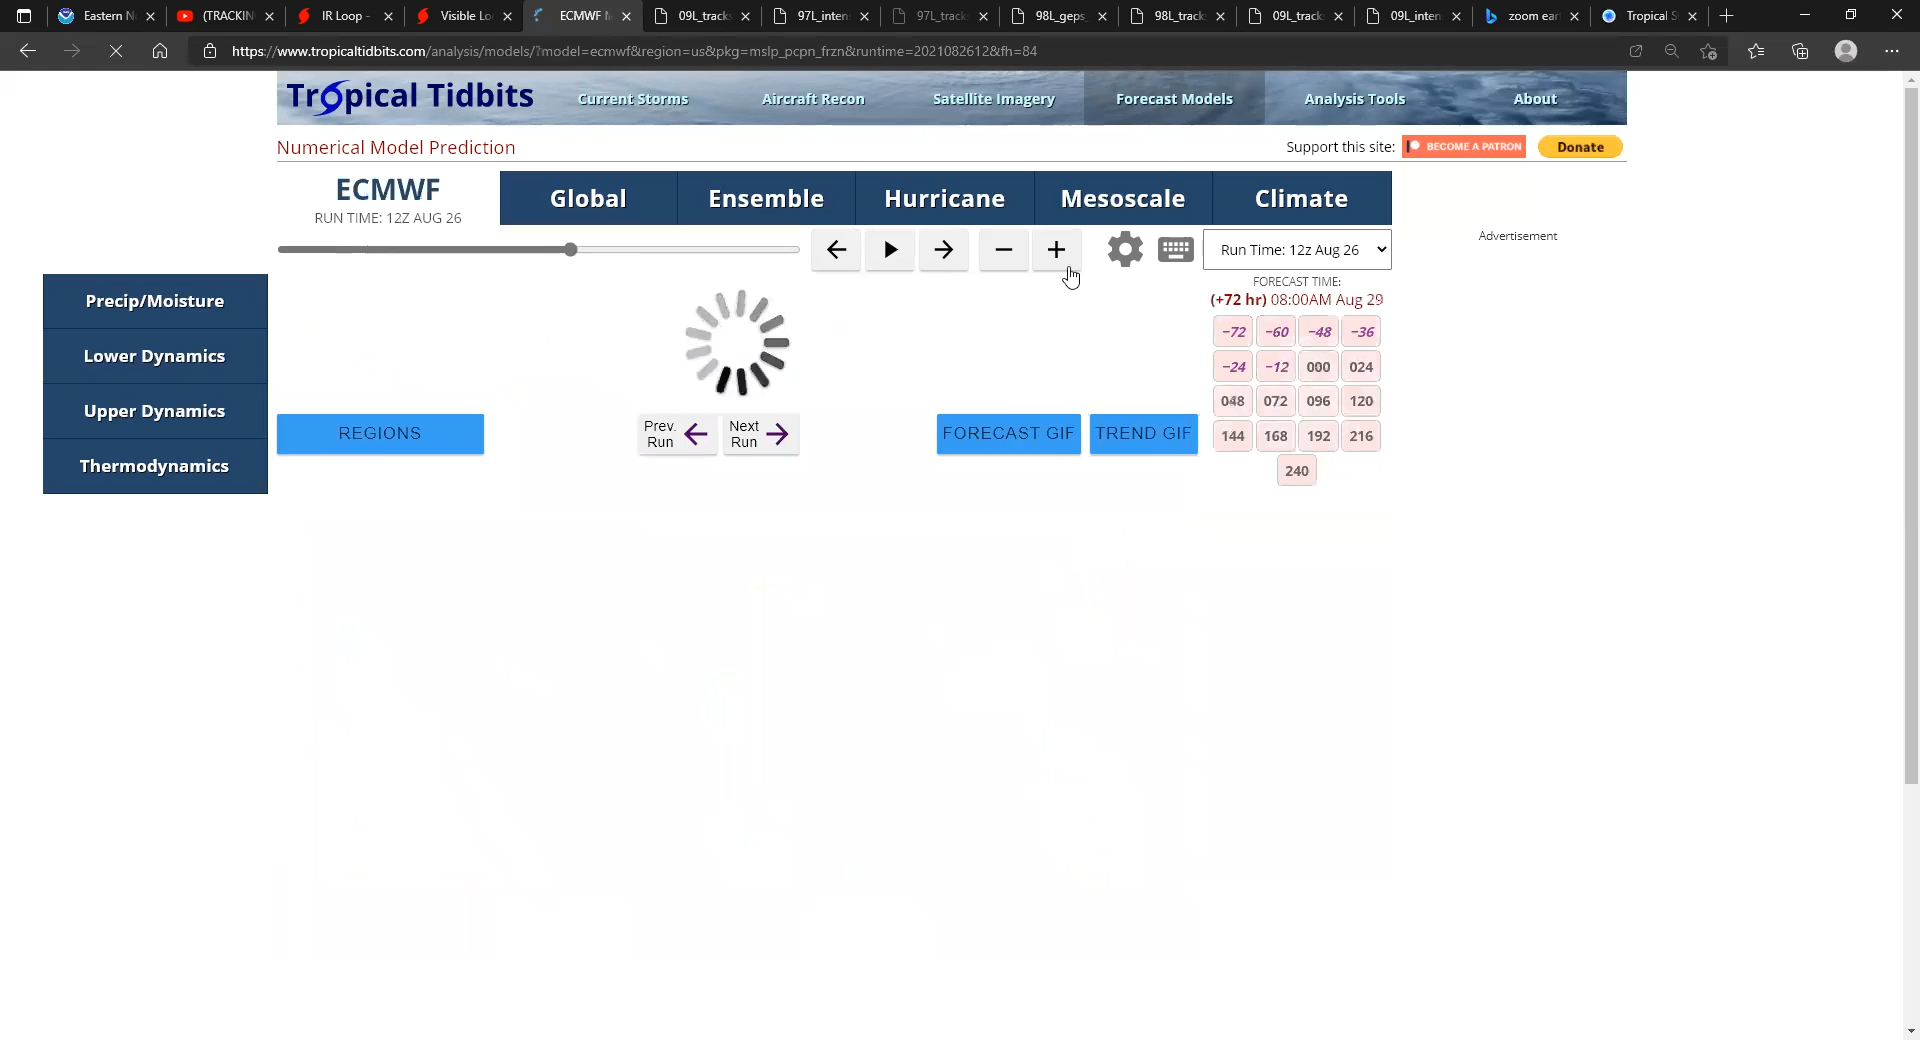 Eastern N
(TRACKIN
IR Loop -
Visible Lo
ECMWF M
09L_tracks
97L_inten
97L_tracks
98L_geps_
98L_track
09L_tracks
09L_inten
zoom ear
Tropical S
https://www.tropicaltidbits.com/analysis/models/?model=ecmwf&region=us&pkg=mslp_pcpn_frzn&runtime=2021082612&fh=84
Tropical Tidbits
Current Storms
Aircraft Recon
Satellite Imagery
Forecast Models
Analysis Tools
About
Numerical Model Prediction
Support this site:
BECOME A PATRON
Donate
ECMWF
RUN TIME: 12Z AUG 26
Global
Ensemble
Hurricane
Mesoscale
Climate
Advertisement
Run Time: 12z Aug 26
FORECAST TIME:
(+72 hr) 08:00AM Aug 29
Precip/Moisture
Lower Dynamics
Upper Dynamics
Thermodynamics
−72 −60 −48 −36
−24 −12 000 024
048 072 096 120
144 168 192 216
240
REGIONS
Prev. Run
Next Run
FORECAST GIF
TREND GIF